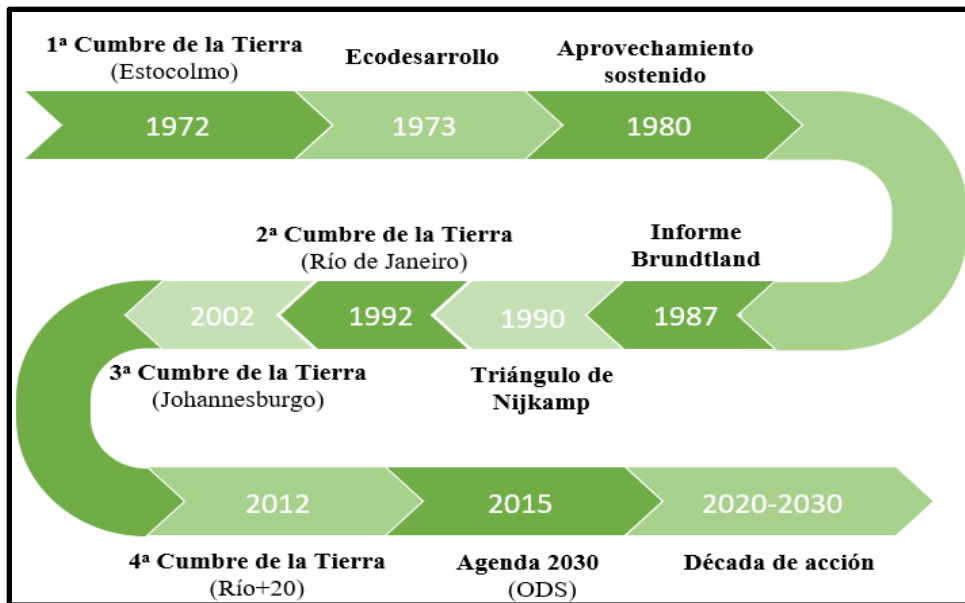 1ª Cumbre de la Tierra
(Estocolmo)
Ecodesarrollo
Aprovechamiento
sostenido
1972
1973
1980
2ª Cumbre de la Tierra
(Río de Janeiro)
Informe
Brundtland
2002
1992
1990
1987
3ª Cumbre de la Tierra
(Johannesburgo)
Triángulo de
Nijkamp
2012
2015
2020-2030
4ª Cumbre de la Tierra
(Río+20)
Agenda 2030
(ODS)
Década de acción